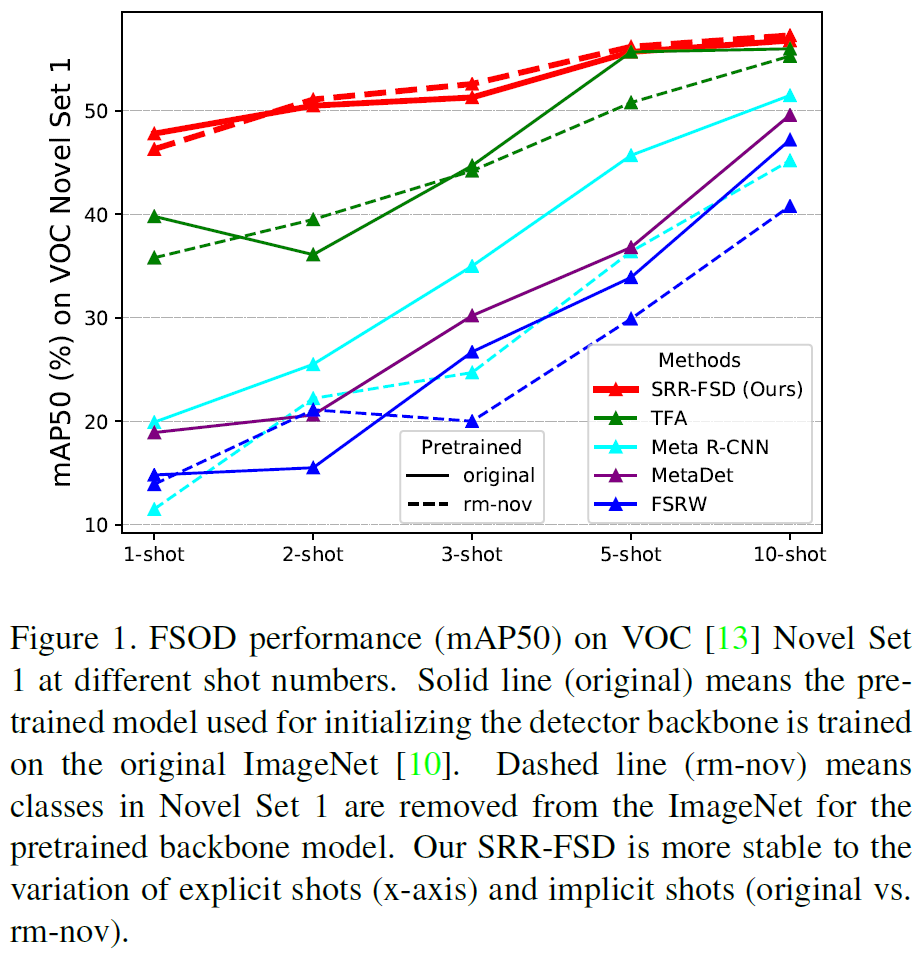 mAP50 (%) on VOC Novel Set 1
50
40
30
20
10
1-shot
2-shot
3-shot
5-shot
10-shot
Pretrained
original
rm-nov
Methods
SRR-FSD (Ours)
TFA
Meta R-CNN
MetaDet
FSRW
Figure 1. FSOD performance (mAP50) on VOC [13] Novel Set
1 at different shot numbers. Solid line (original) means the pre-
trained model used for initializing the detector backbone is trained
on the original ImageNet [10]. Dashed line (rm-nov) means
classes in Novel Set 1 are removed from the ImageNet for the
pretrained backbone model. Our SRR-FSD is more stable to the
variation of explicit shots (x-axis) and implicit shots (original vs.
rm-nov).